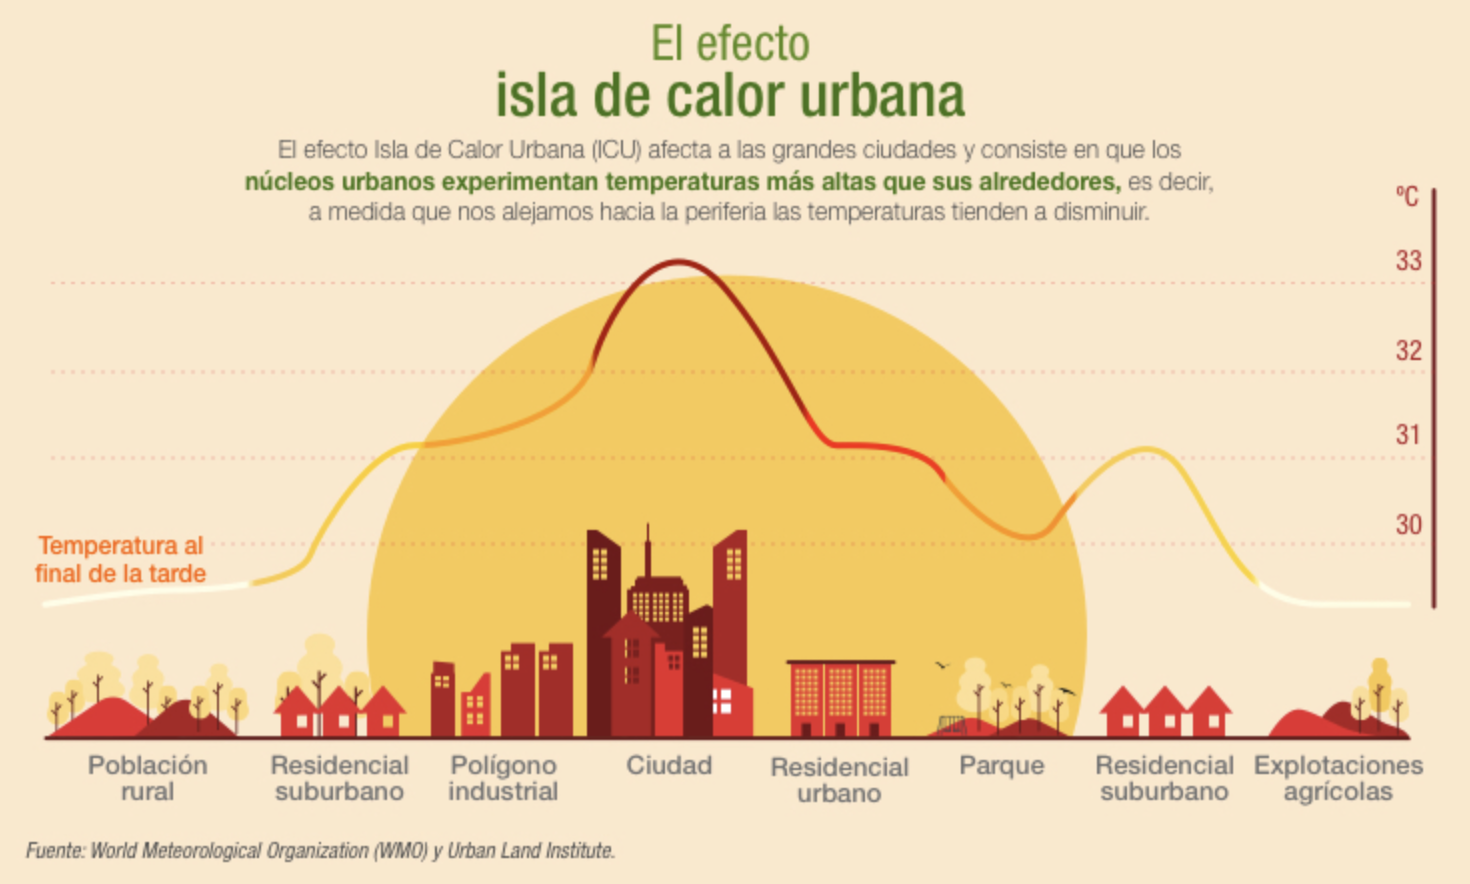 El efecto
isla de calor urbana
El efecto Isla de Calor Urbana (ICU) afecta a las grandes ciudades y consiste en que los
núcleos urbanos experimentan temperaturas más altas que sus alrededores, es decir,
a medida que nos alejamos hacia la periferia las temperaturas tienden a disminuir.
ºC
33
32
31
30
Temperatura al
final de la tarde
Población
rural
Residencial
suburbano
Polígono
industrial
Ciudad
Residencial
urbano
Parque
Residencial
suburbano
Explotaciones
agrícolas
Fuente: World Meteorological Organization (WMO) y Urban Land Institute.